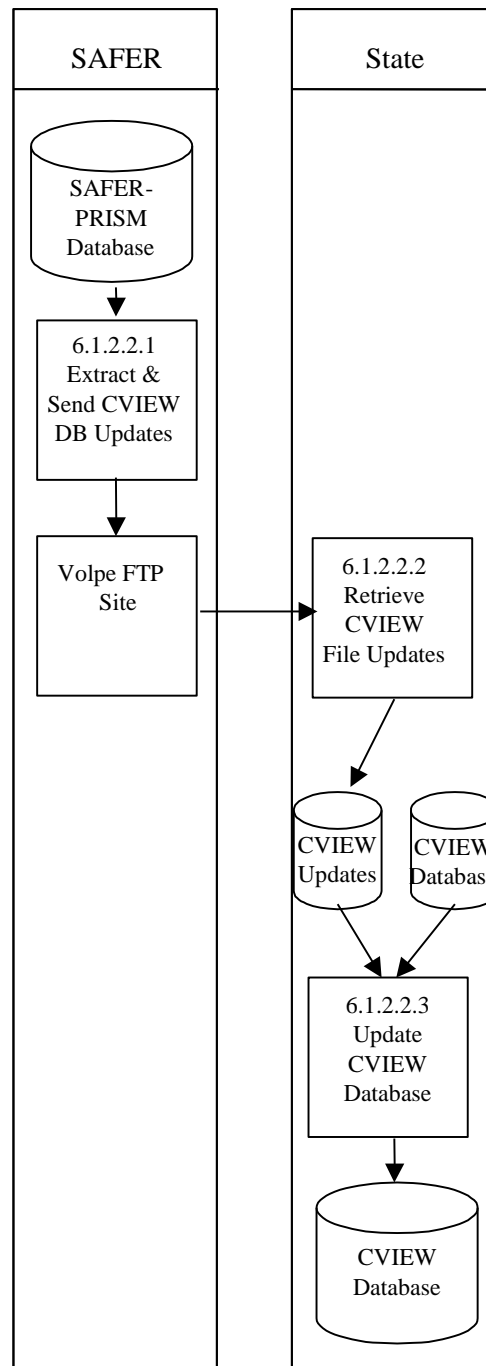 SAFER
State
SAFER-
PRISM
Database
6.1.2.2.1
Extract &
Send CVIEW
DB Updates
Volpe FTP
Site
6.1.2.2.2
Retrieve
CVIEW
File Updates
CVIEW
Updates
CVIEW
Databas
6.1.2.2.3
Update
CVIEW
Database
CVIEW
Database